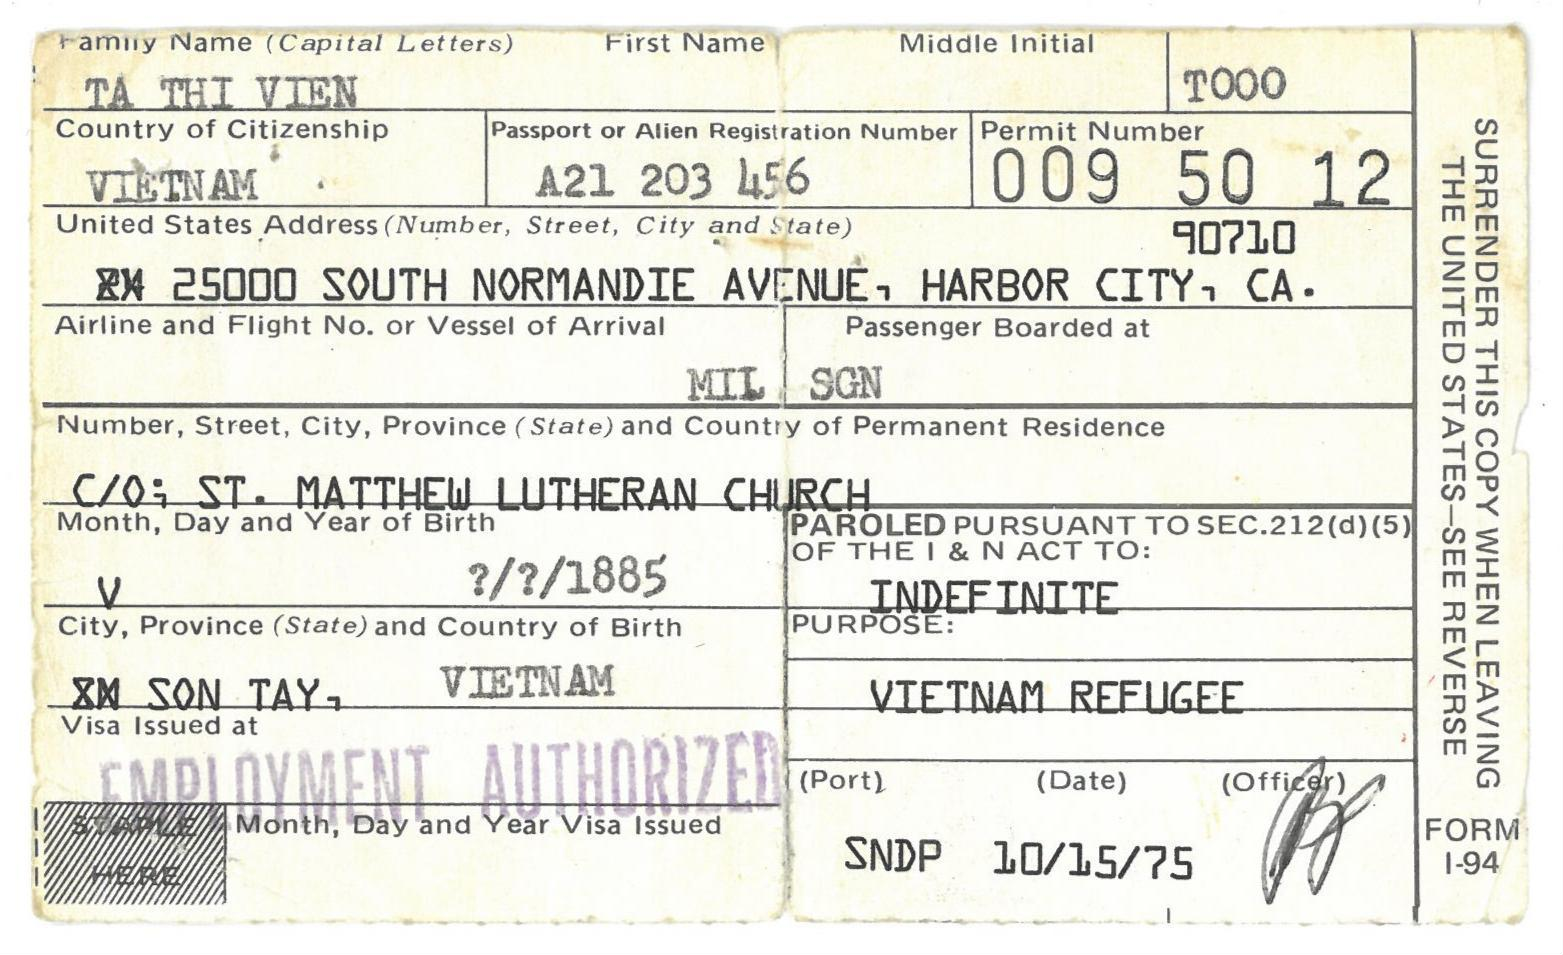 Family Name (Capital Letters) First Name Middle Initial
TA THI VIEN T000
Country of Citizenship Passport or Alien Registration Number Permit Number
VIETNAM A21 203 456 009 50 12
United States Address (Number, Street, City and State) 90710
25000 SOUTH NORMANDIE AVENUE, HARBOR CITY, CA.
Airline and Flight No. or Vessel of Arrival Passenger Boarded at
MIL SGN
Number, Street, City, Province (State) and Country of Permanent Residence
C/O; ST. MATTHEW LUTHERAN CHURCH
Month, Day and Year of Birth
V ?/?/1885
City, Province (State) and Country of Birth
SON TAY, VIETNAM
Visa Issued at
EMPLOYMENT AUTHORIZED
STAPLE HERE
Month, Day and Year Visa Issued
PAROLED PURSUANT TO SEC.212(d)(5)
OF THE I & N ACT TO:
INDEFINITE
PURPOSE:
VIETNAM REFUGEE
(Port) (Date) (Officer)
SNDP 10/15/75
SURRENDER THIS COPY WHEN LEAVING
THE UNITED STATES—SEE REVERSE
FORM
I-94